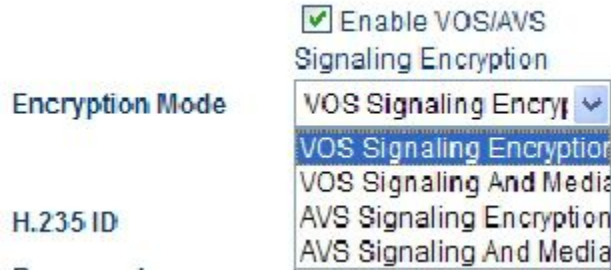 Enable VOS/AVS
Signaling Encryption
Encryption Mode
VOS Signaling
VOS Signaling Encryption
VOS Signaling And Media
H.235 ID
AVS Signaling Encryption
AVS Signaling And Media